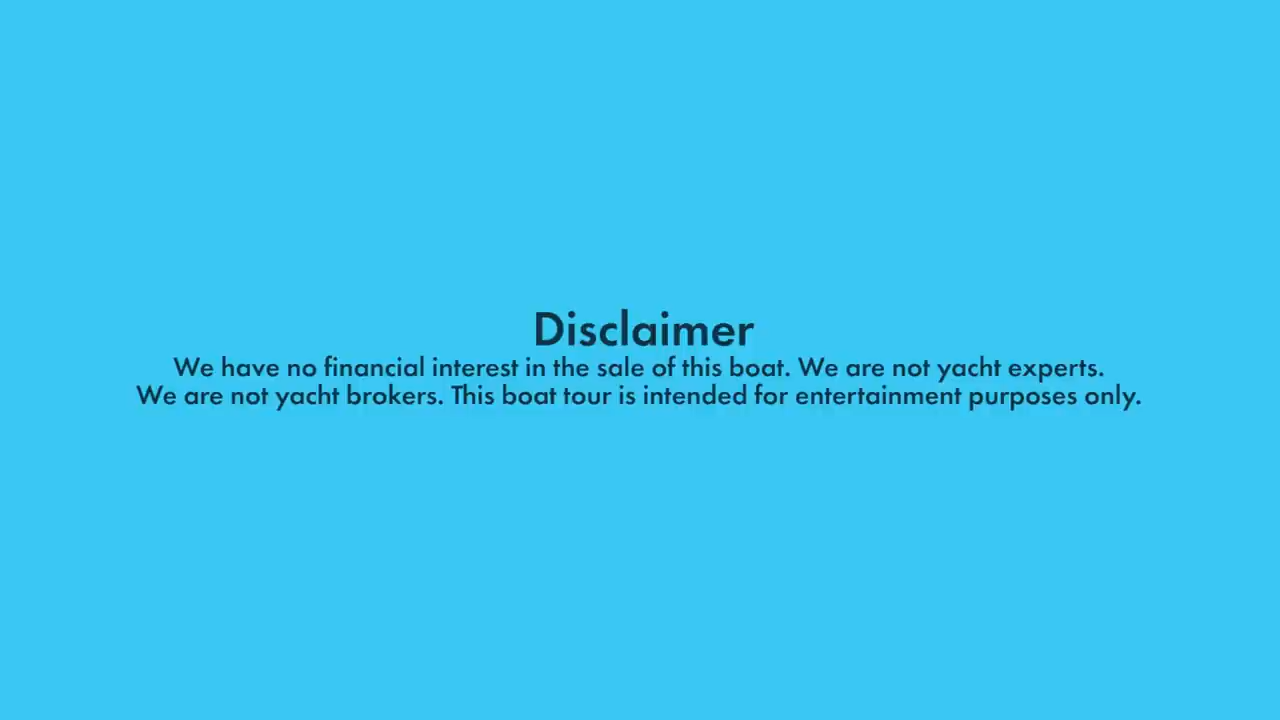 Disclaimer
We have no financial interest in the sale of this boat. We are not yacht experts.
We are not yacht brokers. This boat tour is intended for entertainment purposes only.